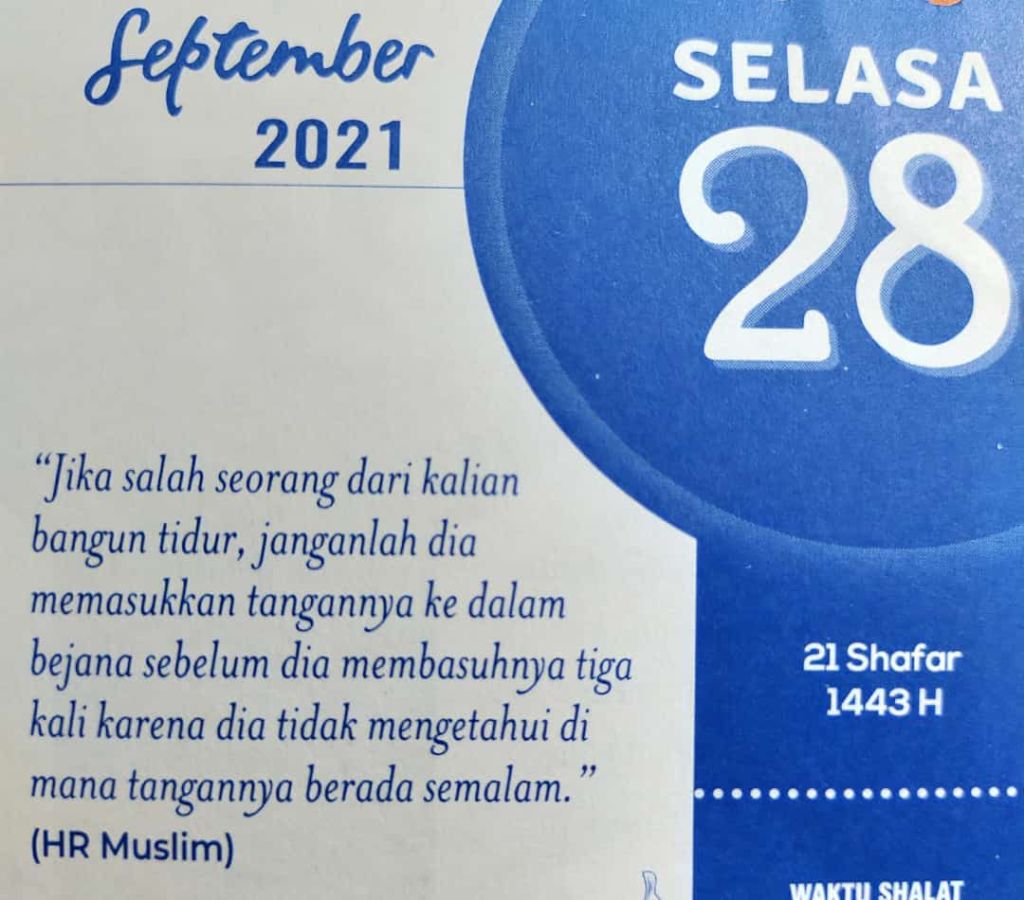 September
2021
SELASA
28
“Jika salah seorang dari kalian
bangun tidur, janganlah dia
memasukkan tangannya ke dalam
bejana sebelum dia membasuhnya tiga
kali karena dia tidak mengetahui di
mana tangannya berada semalam.”
(HR Muslim)
21 Shafar
1443 H
WAKTU SHALAT